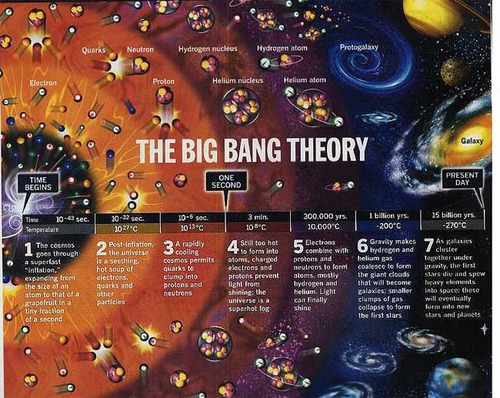 Quarks
Neutron
Hydrogen nucleus
Hydrogen atom
Protogalaxy
Electron
Proton
Helium nucleus
Helium atom
Galaxy
THE BIG BANG THEORY
TIME
BEGINS
ONE
SECOND
PRESENT
DAY
Time 10-43 sec. 10-32 sec. 10-6 sec. 3 min. 300,000 yrs. 1 billion yrs. 15 billion yrs.
Temperature 10²⁷°C 10¹³°C 10⁸°C 10,000°C -200°C -270°C
1 The cosmos
goes through
a superfast
"inflation,"
expanding from
the size of an
atom to that of a
grapefruit in a
tiny fraction
of a second
2 Post-inflation,
the universe
is a seething,
hot soup of
electrons,
quarks and
other
particles
3 A rapidly
cooling
cosmos permits
quarks to
clump into
protons and
neutrons
4 Still too hot
to form into
atoms, charged
electrons and
protons prevent
light from
shining; the
universe is a
superhot fog
5 Electrons
combine with
protons and
neutrons to form
atoms, mostly
hydrogen and
helium. Light
can finally
shine
6 Gravity makes
hydrogen and
helium gas
coalesce to form
the giant clouds
that will become
galaxies; smaller
clumps of gas
collapse to form
the first stars
7 As galaxies
cluster
together under
gravity, the first
stars die and spew
heavy elements
into space; these
will eventually
form into new
stars and planets